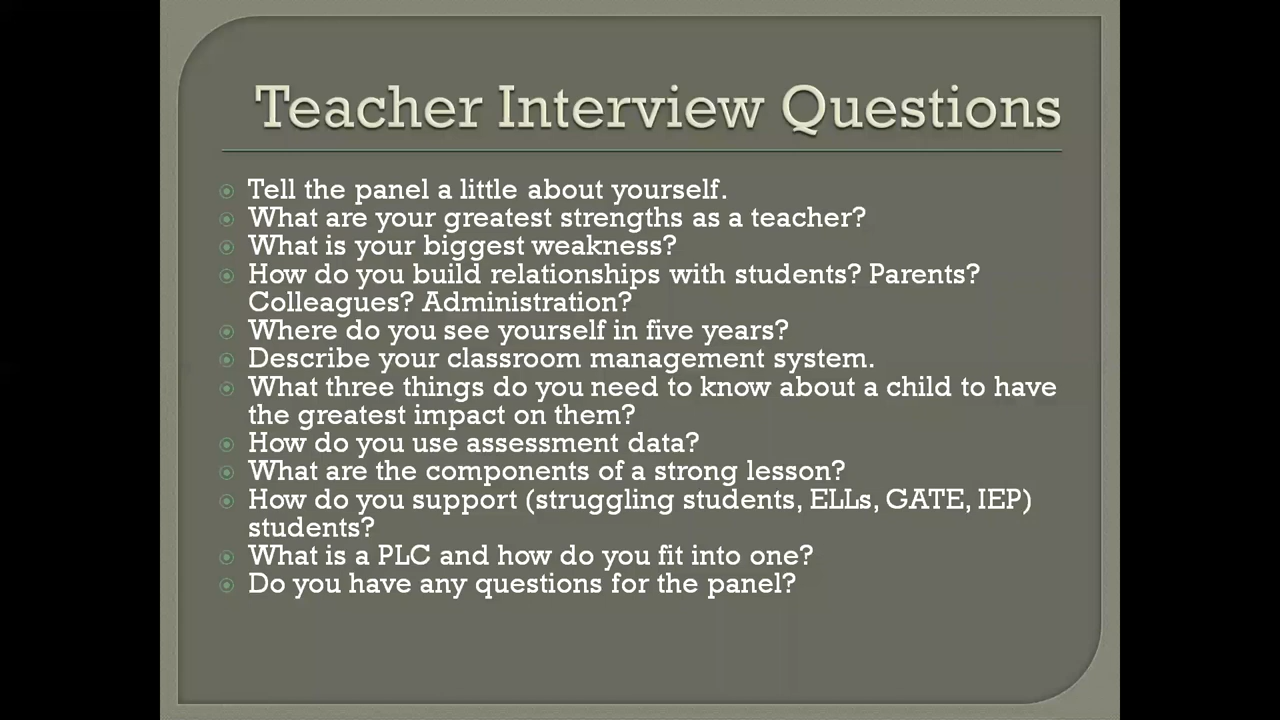 Teacher Interview Questions
Tell the panel a little about yourself.
What are your greatest strengths as a teacher?
What is your biggest weakness?
How do you build relationships with students? Parents?
Colleagues? Administration?
Where do you see yourself in five years?
Describe your classroom management system.
What three things do you need to know about a child to have
the greatest impact on them?
How do you use assessment data?
What are the components of a strong lesson?
How do you support (struggling students, ELLs, GATE, IEP)
students?
What is a PLC and how do you fit into one?
Do you have any questions for the panel?